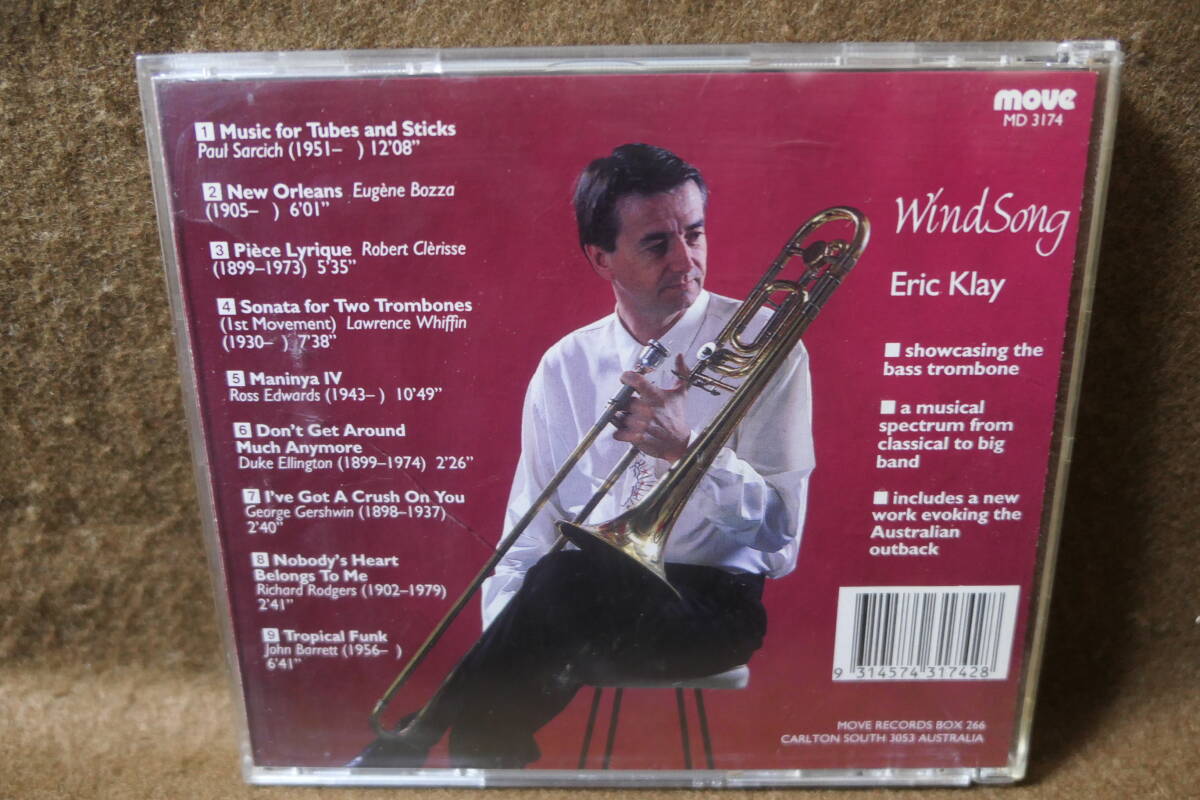 1 Music for Tubes and Sticks
Paul Sarcich (1951– ) 12'08"
2 New Orleans Eugène Bozza
(1905– ) 6'01"
3 Pièce Lyrique Robert Clèrisse
(1899–1973) 5'35"
4 Sonata for Two Trombones
(1st Movement) Lawrence Whiffin
(1930– ) 7'38"
5 Maninya IV
Ross Edwards (1943– ) 10'49"
6 Don't Get Around
Much Anymore
Duke Ellington (1899–1974) 2'26"
7 I've Got A Crush On You
George Gershwin (1898–1937)
2'40"
8 Nobody's Heart
Belongs To Me
Richard Rodgers (1902–1979)
2'41"
9 Tropical Funk
John Barrett (1956– )
6'41"
move
MD 3174
WindSong
Eric Klay
■ showcasing the
bass trombone
■ a musical
spectrum from
classical to big
band
■ includes a new
work evoking the
Australian
outback
9 314574 317428
MOVE RECORDS BOX 266
CARLTON SOUTH 3053 AUSTRALIA